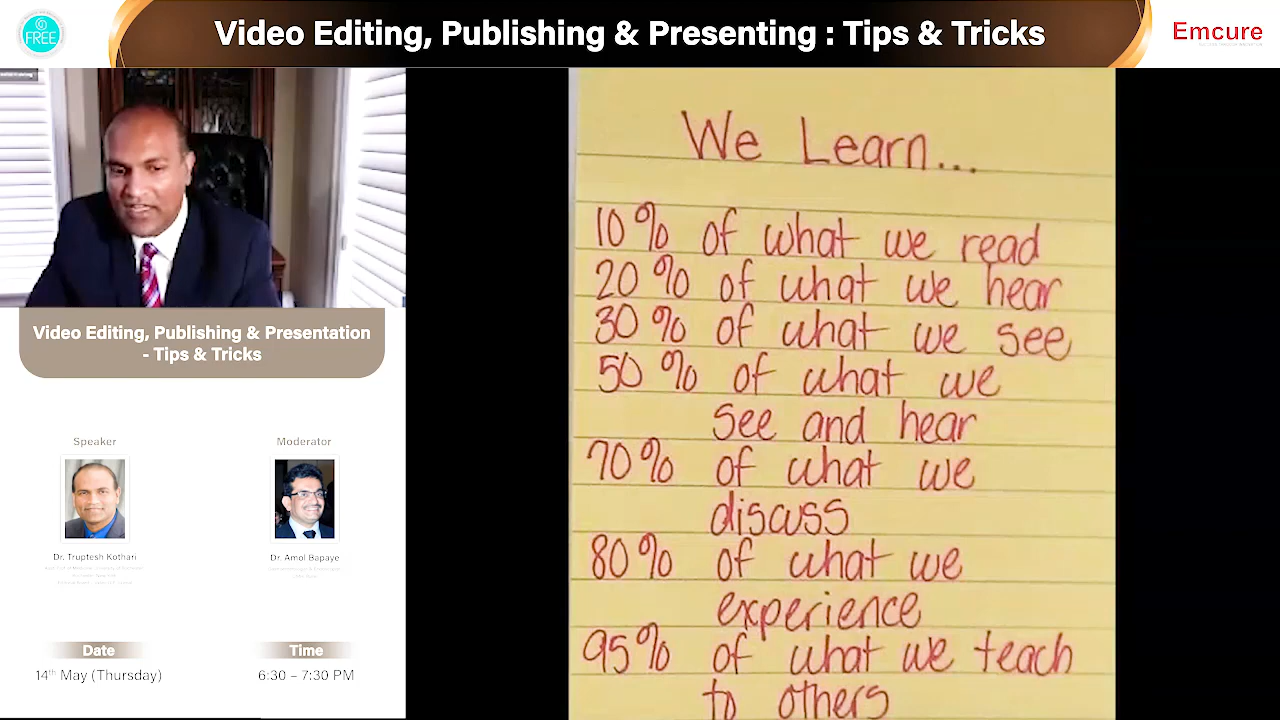 FREE
Video Editing, Publishing & Presenting : Tips & Tricks
Emcure
Video Editing, Publishing & Presentation
- Tips & Tricks
Speaker
Moderator
Dr. Truptesh Kothari
Dr. Amol Bapaye
Date
Time
14th May (Thursday)
6:30 – 7:30 PM
We Learn...
10% of what we read
20% of what we hear
30% of what we see
50% of what we
see and hear
70% of what we
discuss
80% of what we
experience
95% of what we teach
to others